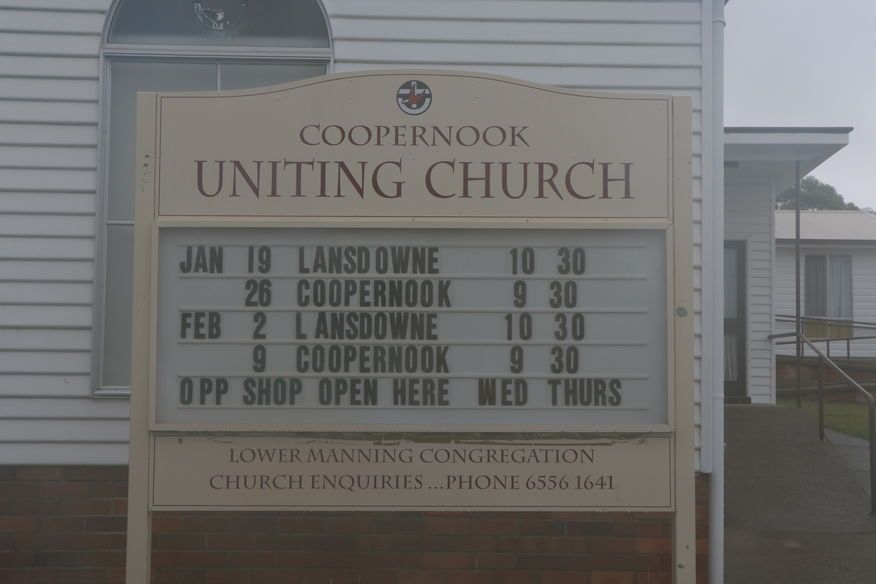 COOPERNOOK
UNITING CHURCH
JAN 19 LANSDOWNE 10 30
26 COOPERNOOK 9 30
FEB 2 LANSDOWNE 10 30
9 COOPERNOOK 9 30
OPP SHOP OPEN HERE WED THURS
LOWER MANNING CONGREGATION
CHURCH ENQUIRIES ...PHONE 6556 1641